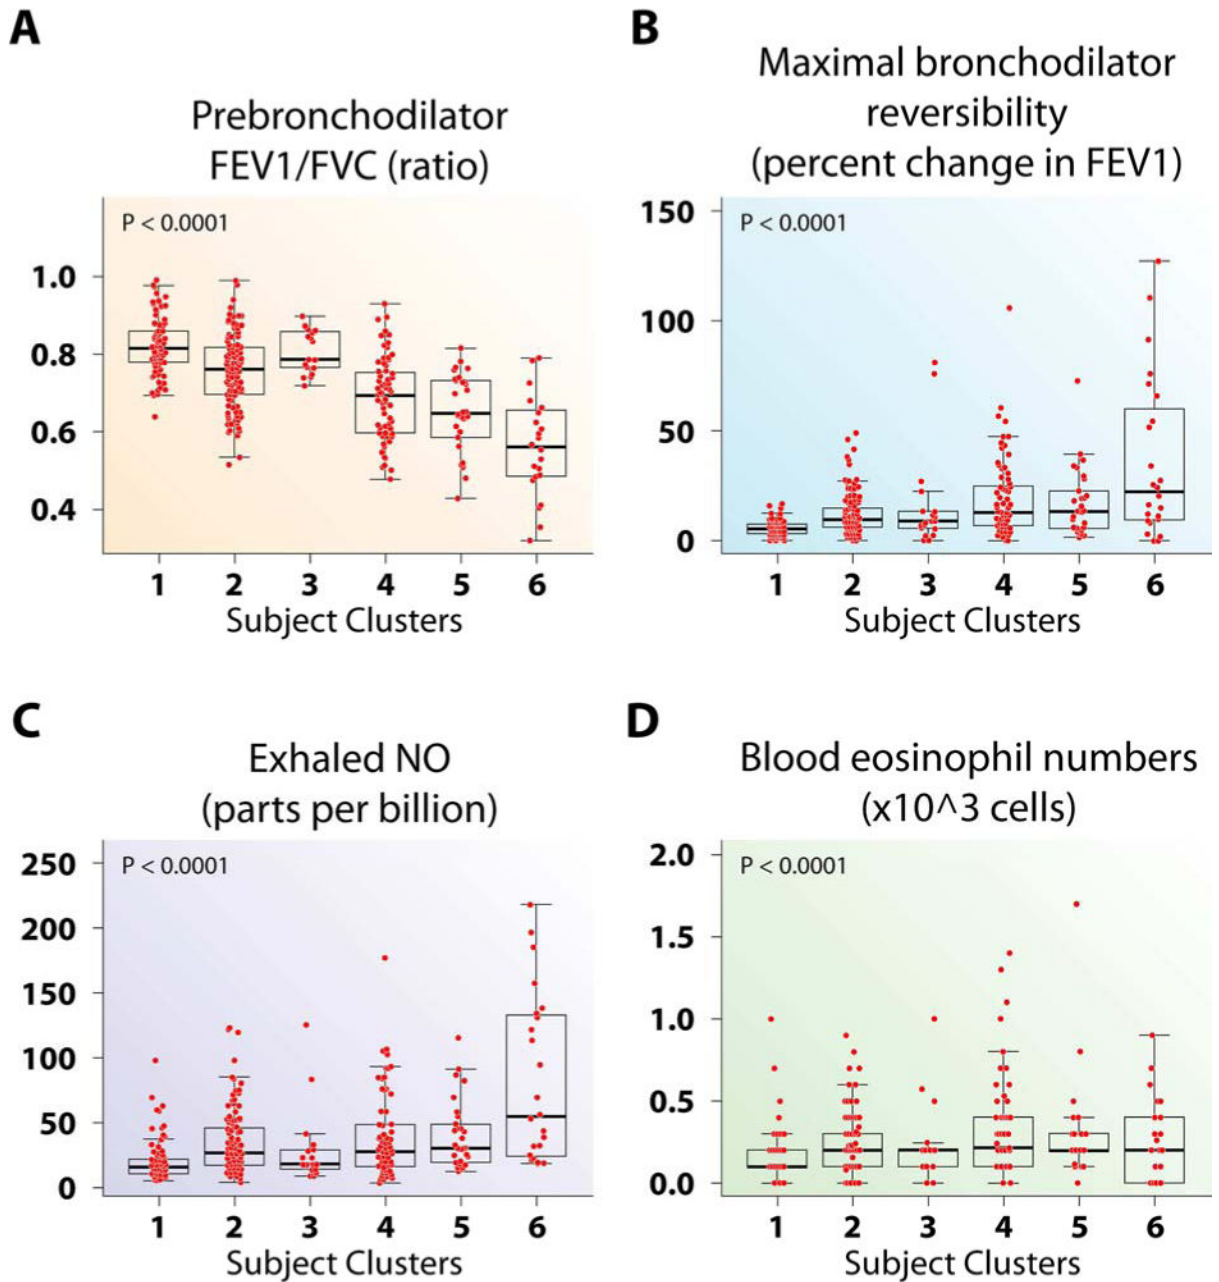 A
Prebronchodilator
FEV1/FVC (ratio)
P < 0.0001
1.0
0.8
0.6
0.4
1 2 3 4 5 6
Subject Clusters
B
Maximal bronchodilator
reversibility
(percent change in FEV1)
P < 0.0001
150
100
50
0
1 2 3 4 5 6
Subject Clusters
C
Exhaled NO
(parts per billion)
P < 0.0001
250
200
150
100
50
0
1 2 3 4 5 6
Subject Clusters
D
Blood eosinophil numbers
(x10^3 cells)
P < 0.0001
2.0
1.5
1.0
0.5
0.0
1 2 3 4 5 6
Subject Clusters